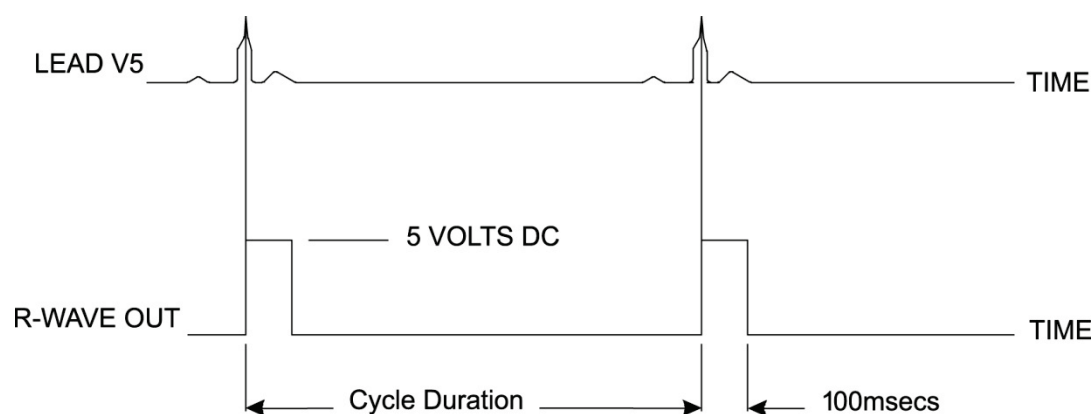 LEAD V5
TIME
5 VOLTS DC
R-WAVE OUT
TIME
Cycle Duration
100msecs